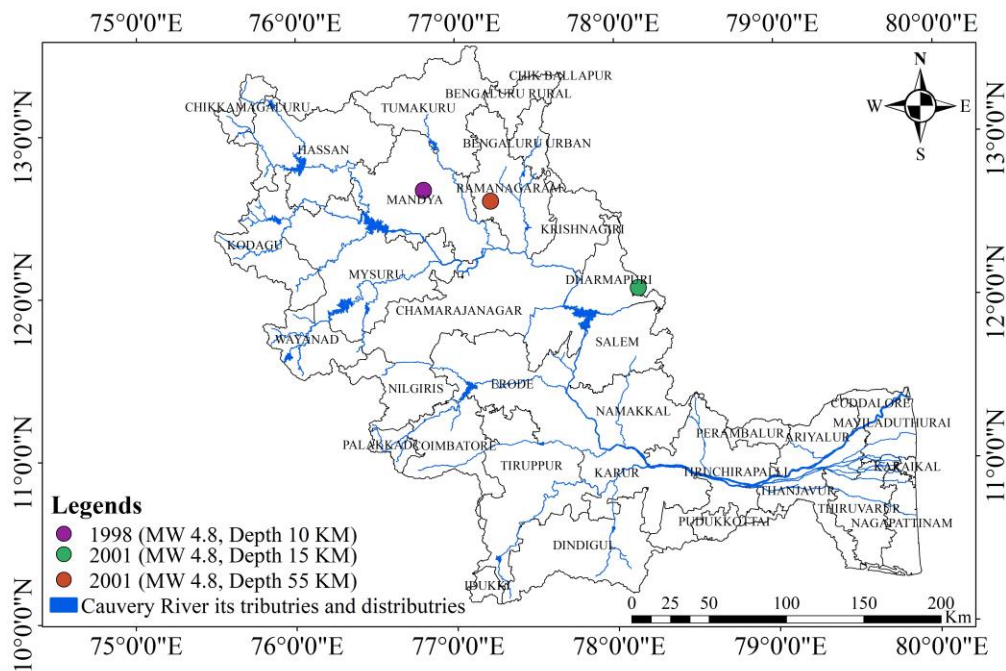 75°0'0"E 76°0'0"E 77°0'0"E 78°0'0"E 79°0'0"E 80°0'0"E
N
W E
S
13°0'0"N
12°0'0"N
11°0'0"N
10°0'0"N
13°0'0"N
12°0'0"N
11°0'0"N
10°0'0"N
CHIK BALLAPUR
BENGALURU RURAL
CHIKKAMAGALURU
TUMAKURU
BENGALURU URBAN
HASSAN
RAMANAGARAM
MANDYA
KRISHNAGIRI
KODAGU
MYSURU
DHARMAPURI
CHAMARAJANAGAR
WAYANAD
SALEM
NILGIRIS
ERODE
NAMAKKAL
CUDDALORE
MAYILADUTHURAI
PERAMBALUR
ARIYALUR
PALAKKAD
COIMBATORE
TIRUPPUR
KARUR
TIRUCHIRAPALLI
KARAIKAL
THANJAVUR
THIRUVARUR
PUDUKKOTTAI
NAGAPATTINAM
DINDIGUL
IDUKKI
Legends
1998 (MW 4.8, Depth 10 KM)
2001 (MW 4.8, Depth 15 KM)
2001 (MW 4.8, Depth 55 KM)
Cauvery River its tributries and distributries
0 25 50 100 150 200
Km
75°0'0"E 76°0'0"E 77°0'0"E 78°0'0"E 79°0'0"E 80°0'0"E